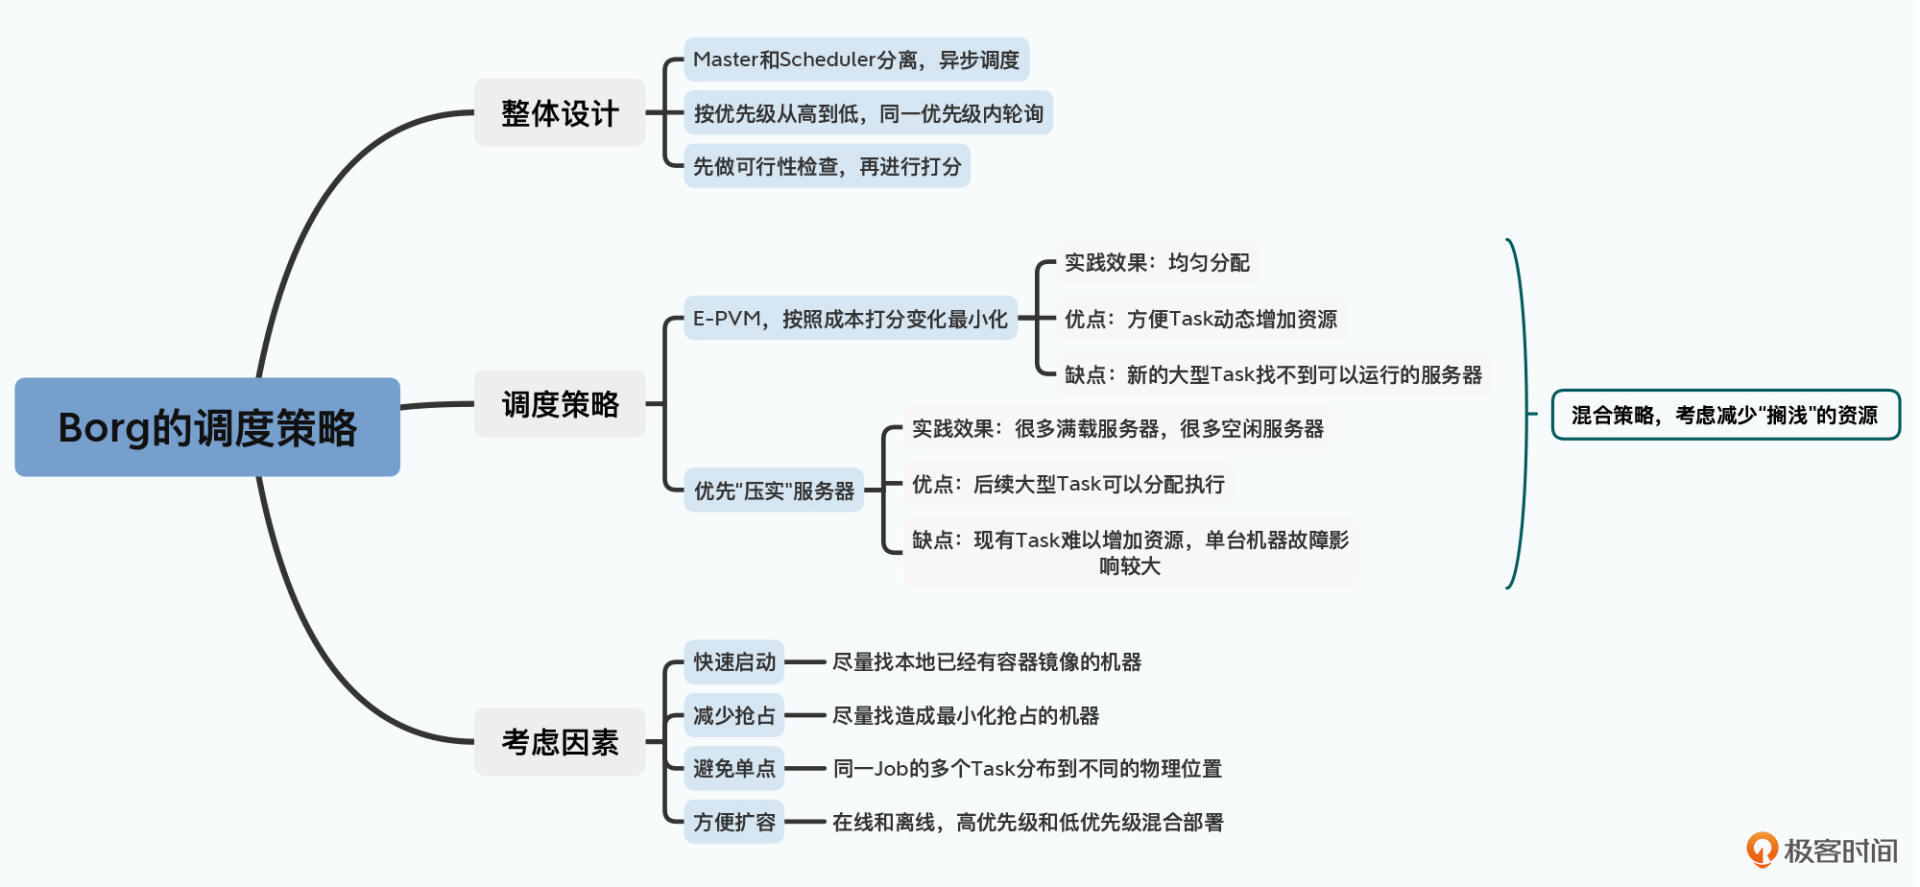 Borg的调度策略
整体设计
Master和Scheduler分离，异步调度
按优先级从高到低，同一优先级内轮询
先做可行性检查，再进行打分
调度策略
E-PVM，按照成本打分变化最小化
实践效果：均匀分配
优点：方便Task动态增加资源
缺点：新的大型Task找不到可以运行的服务器
优先"压实"服务器
实践效果：很多满载服务器，很多空闲服务器
优点：后续大型Task可以分配执行
缺点：现有Task难以增加资源，单台机器故障影
响较大
混合策略，考虑减少"搁浅"的资源
考虑因素
快速启动
尽量找本地已经有容器镜像的机器
减少抢占
尽量找造成最小化抢占的机器
避免单点
同一Job的多个Task分布到不同的物理位置
方便扩容
在线和离线，高优先级和低优先级混合部署
极客时间